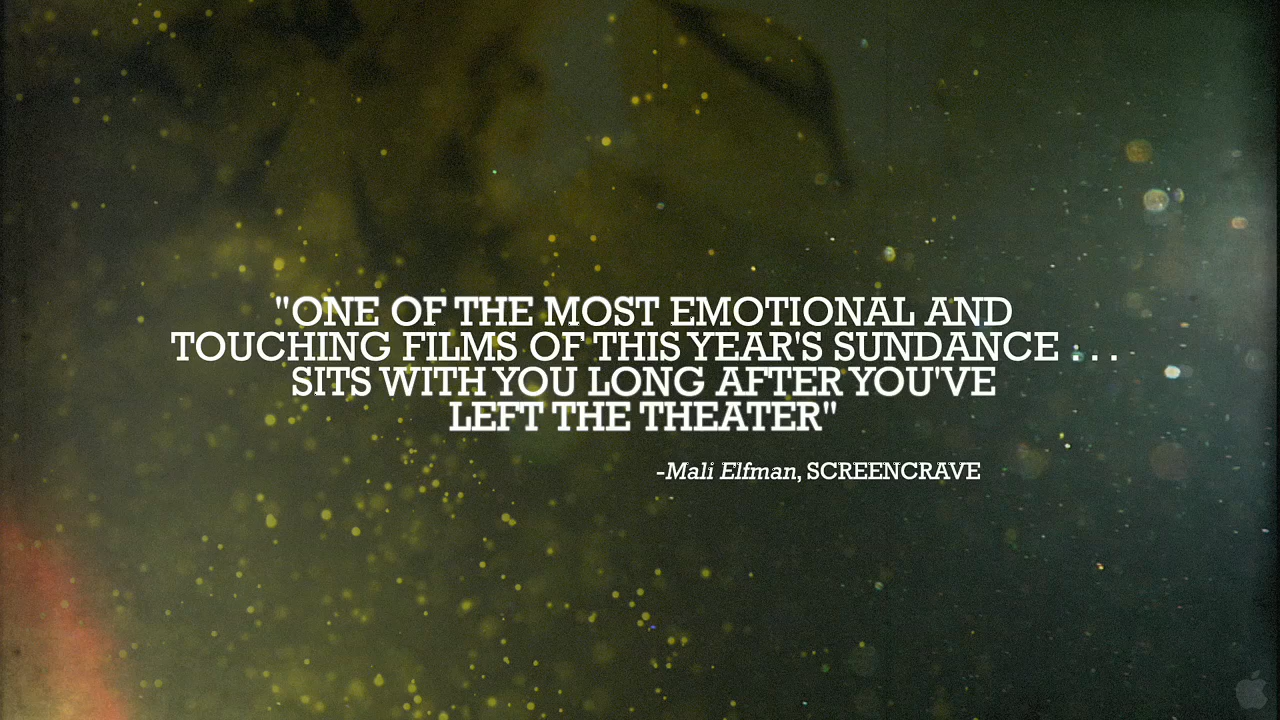 "ONE OF THE MOST EMOTIONAL AND
TOUCHING FILMS OF THIS YEAR'S SUNDANCE . . .
SITS WITH YOU LONG AFTER YOU'VE
LEFT THE THEATER"
-Mali Elfman, SCREENCRAVE